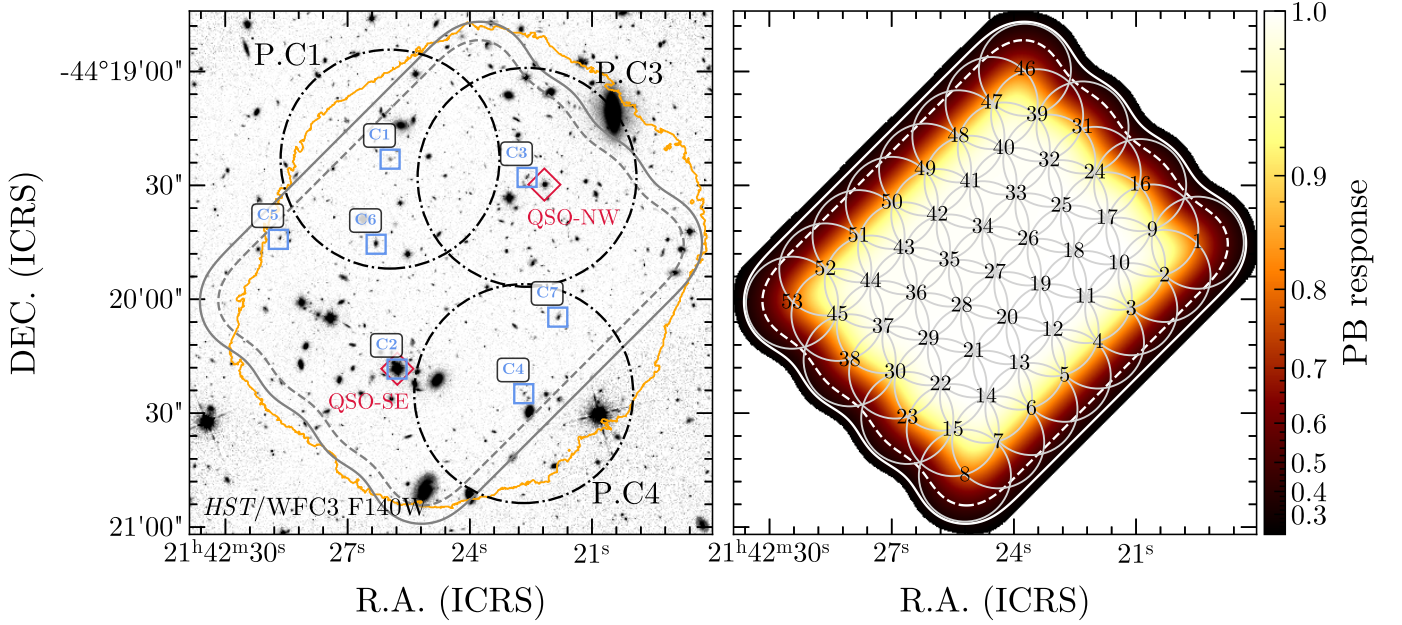 DEC. (ICRS)
-44°19'00"
30"
20'00"
30"
21'00"
P.C1
P.C3
C1
C3
QSO-NW
C5
C6
C7
C2
QSO-SE
C4
P.C4
HST/WFC3 F140W
21ʰ42ᵐ30ˢ 27ˢ 24ˢ 21ˢ
R.A. (ICRS)
46
47 39 31
48 40 32 24 16
49 41 33 25 17 9 1
50 42 34 26 18 10 2
51 43 35 27 19 11 3
52 44 36 28 20 12 4
53 45 37 29 21 13 5
38 30 22 14 6
23 15 7
8
21ʰ42ᵐ30ˢ 27ˢ 24ˢ 21ˢ
R.A. (ICRS)
1.0
0.9
0.8
0.7
0.6
0.5
0.4
0.3
PB response